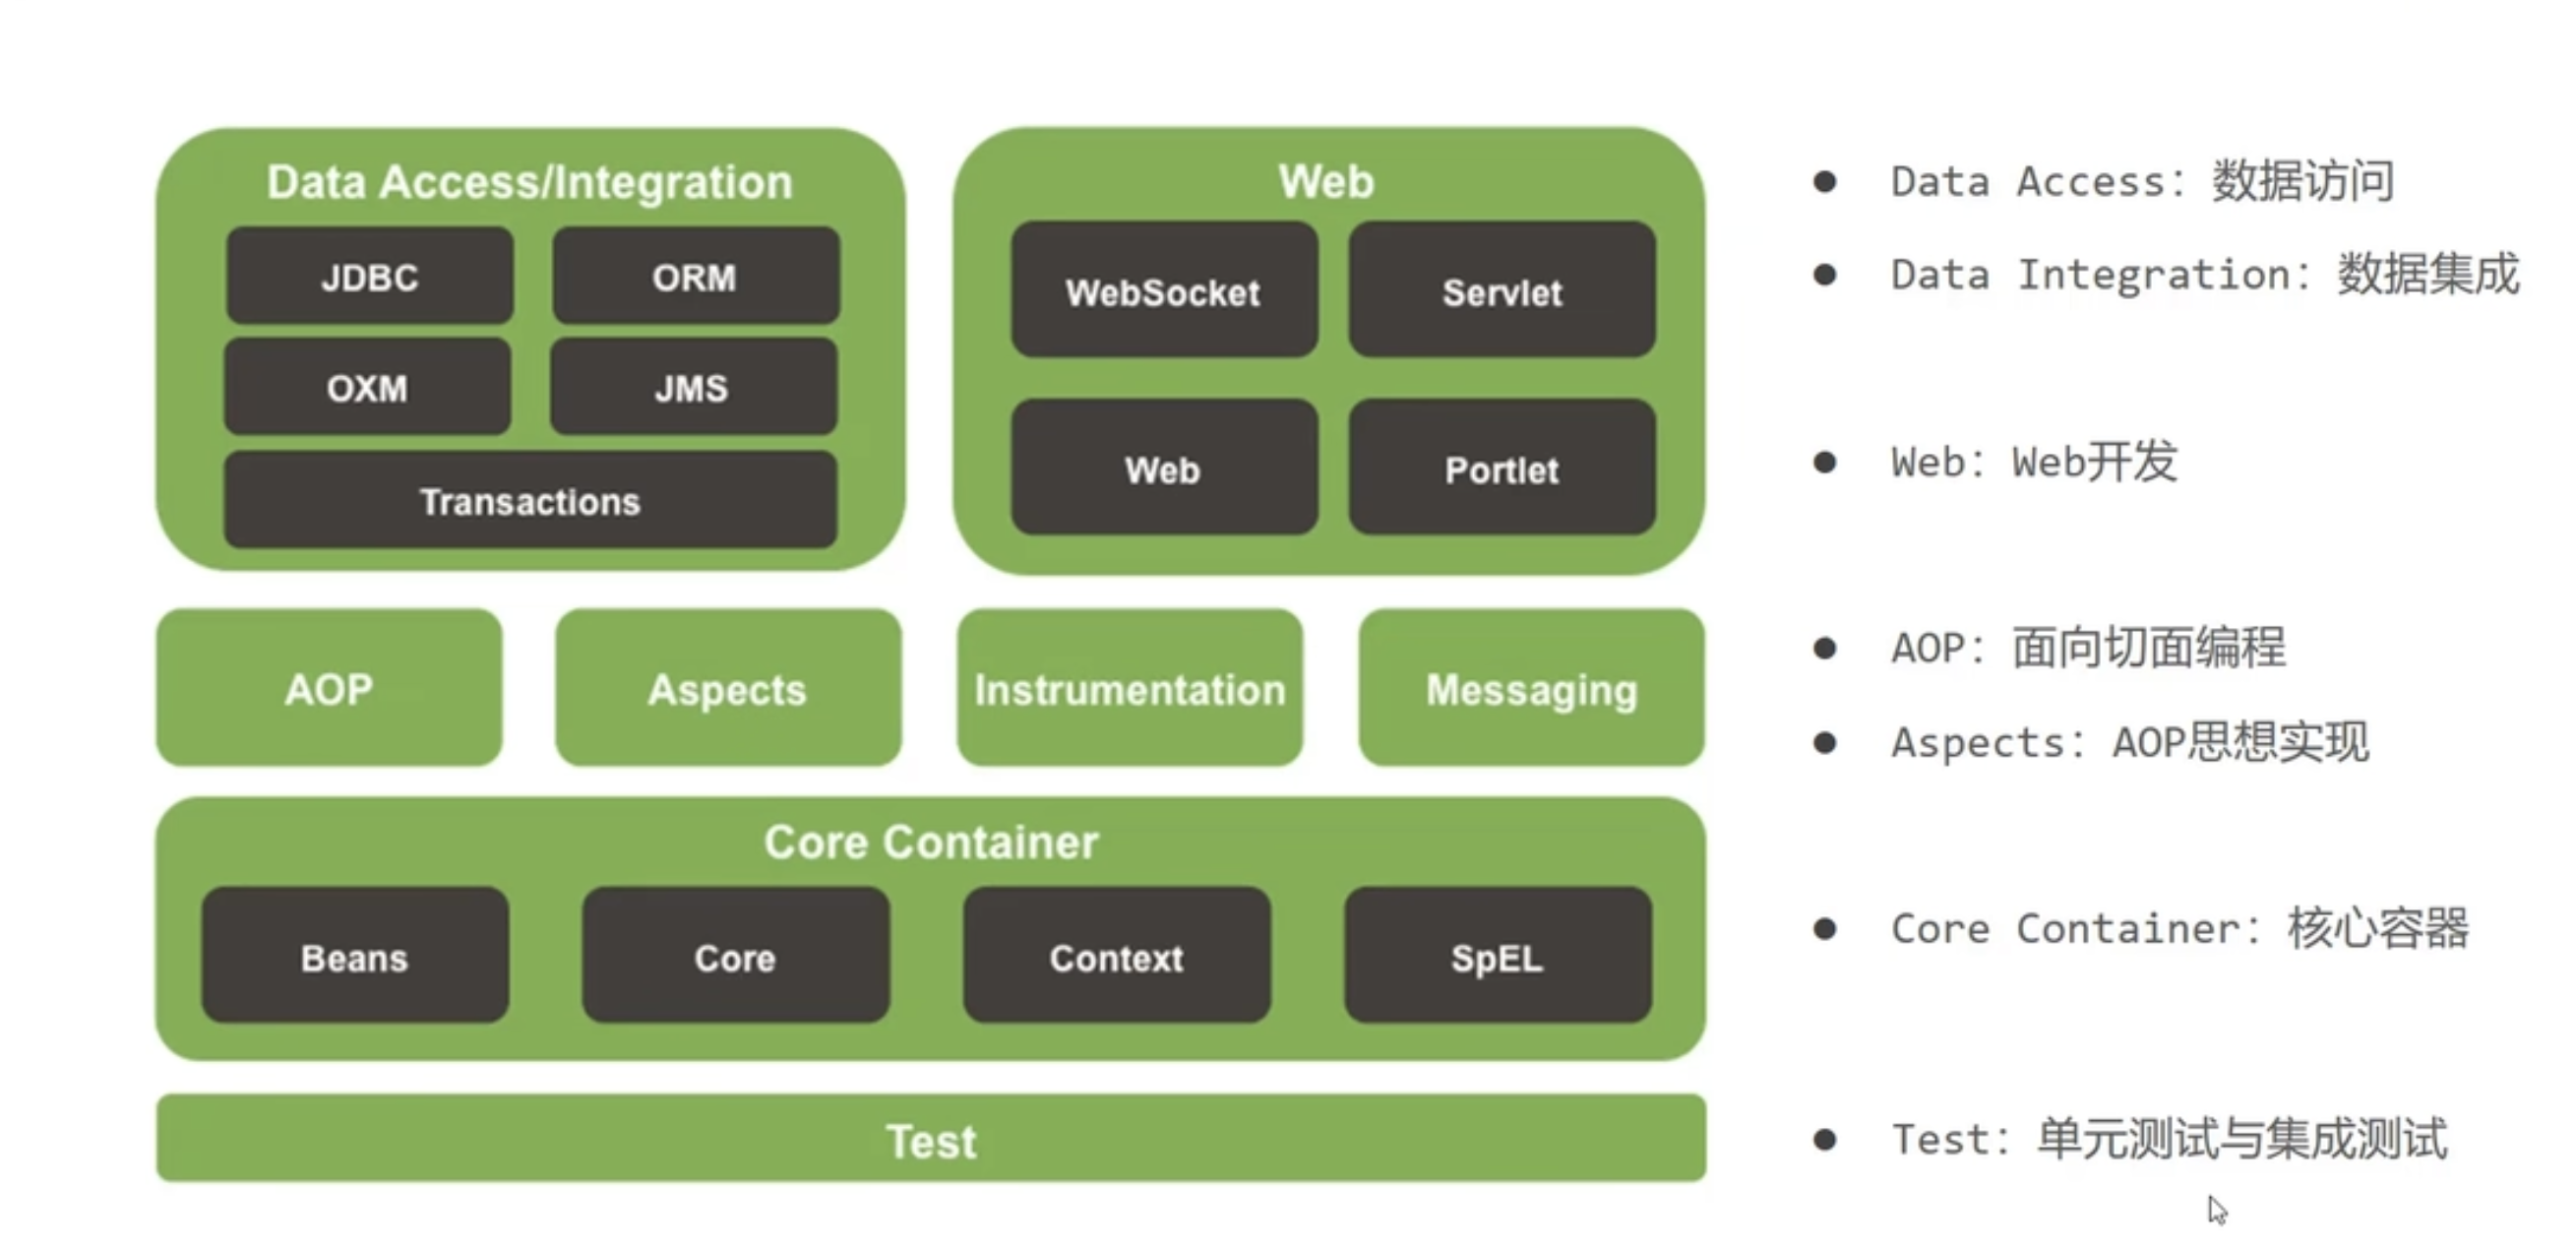 Data Access/Integration
JDBC
ORM
OXM
JMS
Transactions
Web
WebSocket
Servlet
Web
Portlet
AOP
Aspects
Instrumentation
Messaging
Core Container
Beans
Core
Context
SpEL
Test
● Data Access：数据访问
● Data Integration：数据集成
● Web：Web开发
● AOP：面向切面编程
● Aspects：AOP思想实现
● Core Container：核心容器
● Test：单元测试与集成测试